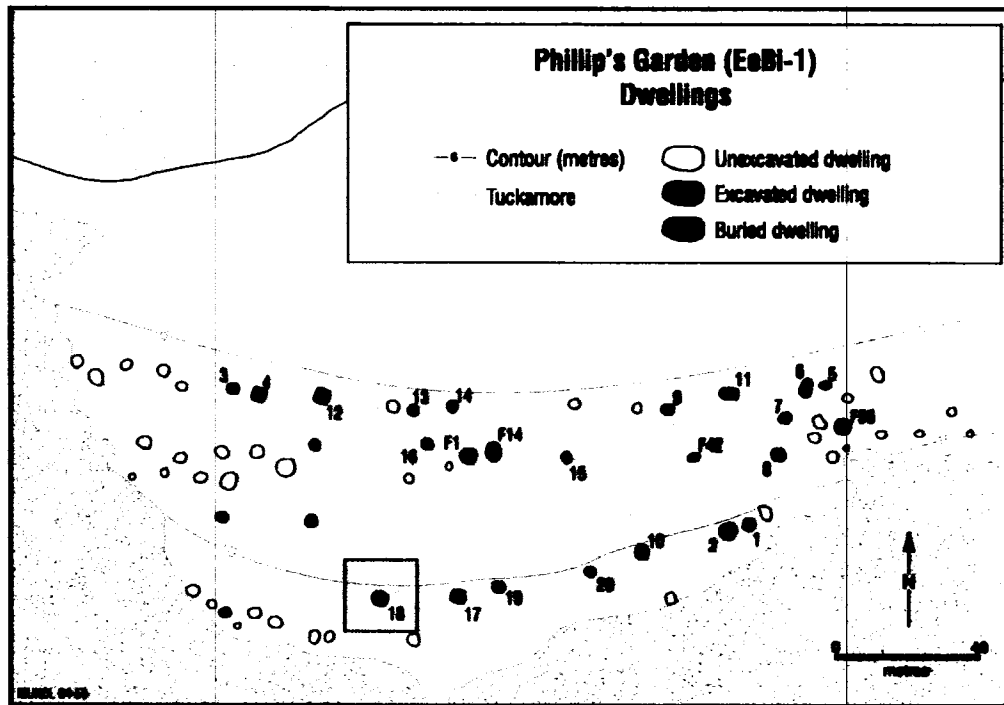 Phillip's Garden (EeBi-1)
Dwellings
6 Contour (metres)
Unexcavated dwelling
Tuckamore
Excavated dwelling
Buried dwelling
3
4
12
13
14
9
11
6
5
7
F1
F14
16
15
F42
8
2
1
10
20
18
17
19
N
0
40
metres